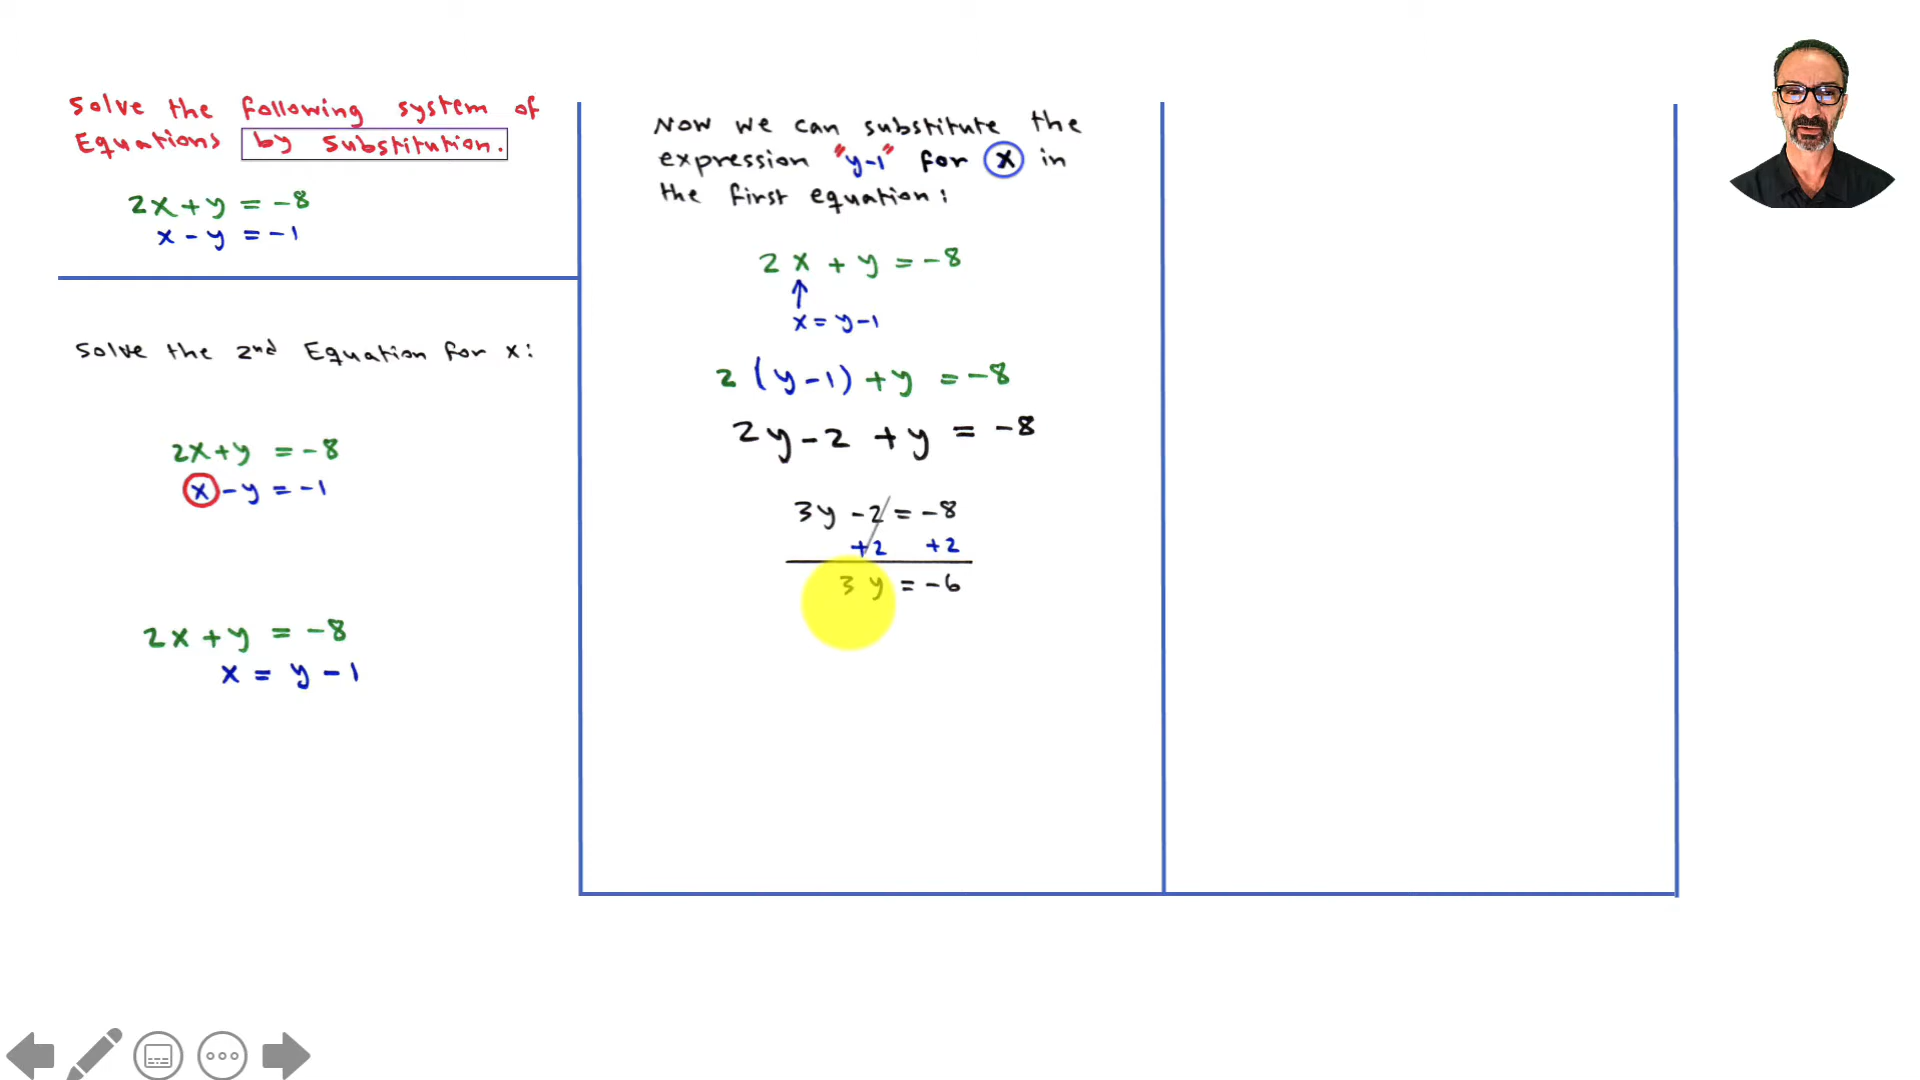 Solve the following system of
Equations by Substitution.
2x + y = -8
x - y = -1
Solve the 2nd Equation for x:
2x + y = -8
x - y = -1
2x + y = -8
x = y - 1
Now we can substitute the
expression "y-1" for x in
the first equation:
2x + y = -8
x = y - 1
2 (y - 1) + y = -8
2y - 2 + y = -8
3y - 2 = -8
+2 +2
3y = -6